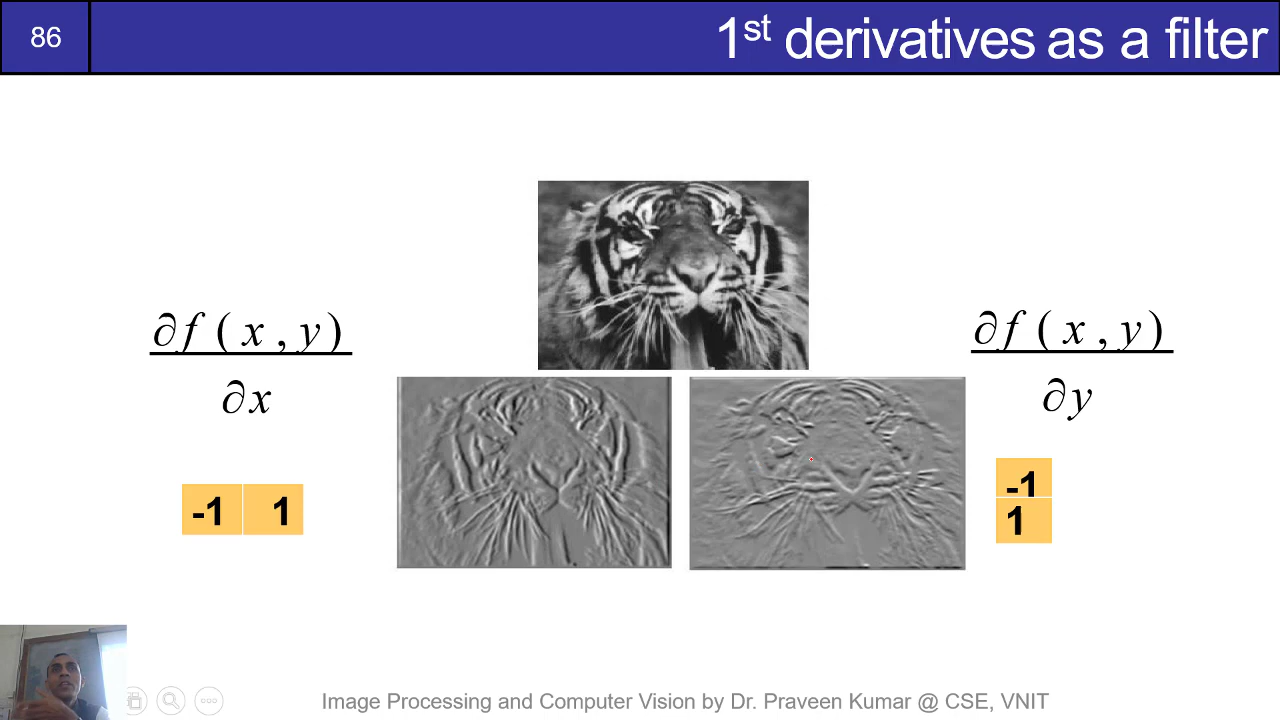 86
1st derivatives as a filter
∂f ( x , y )
∂x
∂f ( x , y )
∂y
-1 1
-1
1
Image Processing and Computer Vision by Dr. Praveen Kumar @ CSE, VNIT